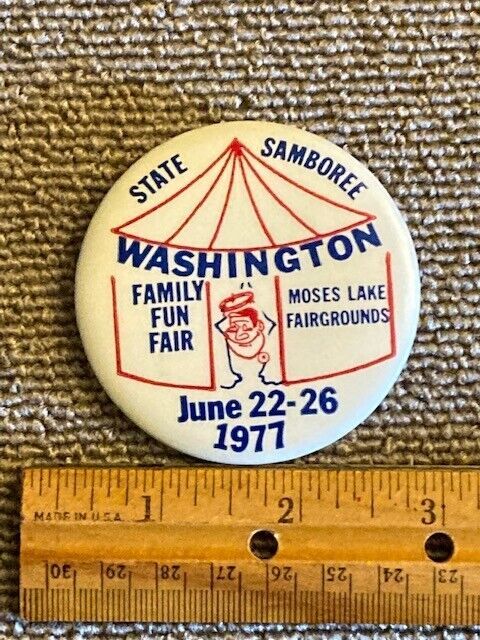 STATE SAMBOREE
WASHINGTON
FAMILY
FUN
FAIR
MOSES LAKE
FAIRGROUNDS
June 22-26
1977
1 2 3
MADE IN U.S.A.
30 29 28 27 26 25 24 23